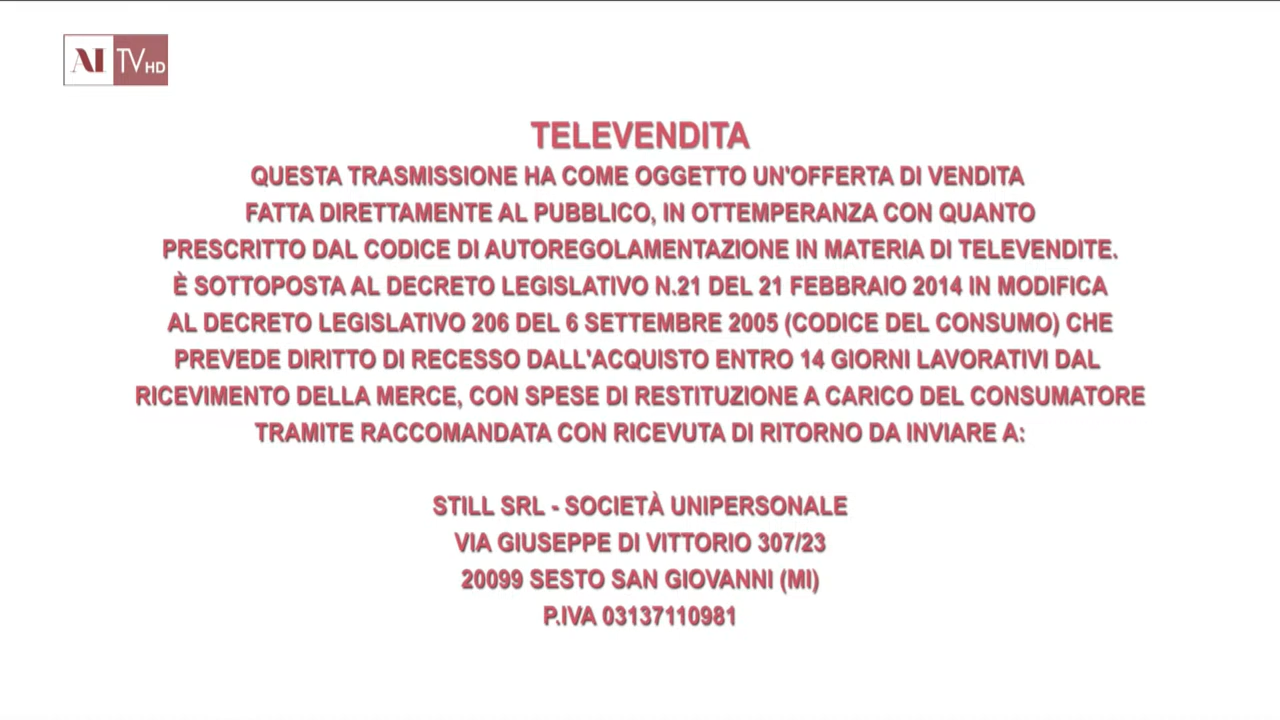 AI TV HD
TELEVENDITA
QUESTA TRASMISSIONE HA COME OGGETTO UN'OFFERTA DI VENDITA
FATTA DIRETTAMENTE AL PUBBLICO, IN OTTEMPERANZA CON QUANTO
PRESCRITTO DAL CODICE DI AUTOREGOLAMENTAZIONE IN MATERIA DI TELEVENDITE.
È SOTTOPOSTA AL DECRETO LEGISLATIVO N.21 DEL 21 FEBBRAIO 2014 IN MODIFICA
AL DECRETO LEGISLATIVO 206 DEL 6 SETTEMBRE 2005 (CODICE DEL CONSUMO) CHE
PREVEDE DIRITTO DI RECESSO DALL'ACQUISTO ENTRO 14 GIORNI LAVORATIVI DAL
RICEVIMENTO DELLA MERCE, CON SPESE DI RESTITUZIONE A CARICO DEL CONSUMATORE
TRAMITE RACCOMANDATA CON RICEVUTA DI RITORNO DA INVIARE A:
STILL SRL - SOCIETÀ UNIPERSONALE
VIA GIUSEPPE DI VITTORIO 307/23
20099 SESTO SAN GIOVANNI (MI)
P.IVA 03137110981